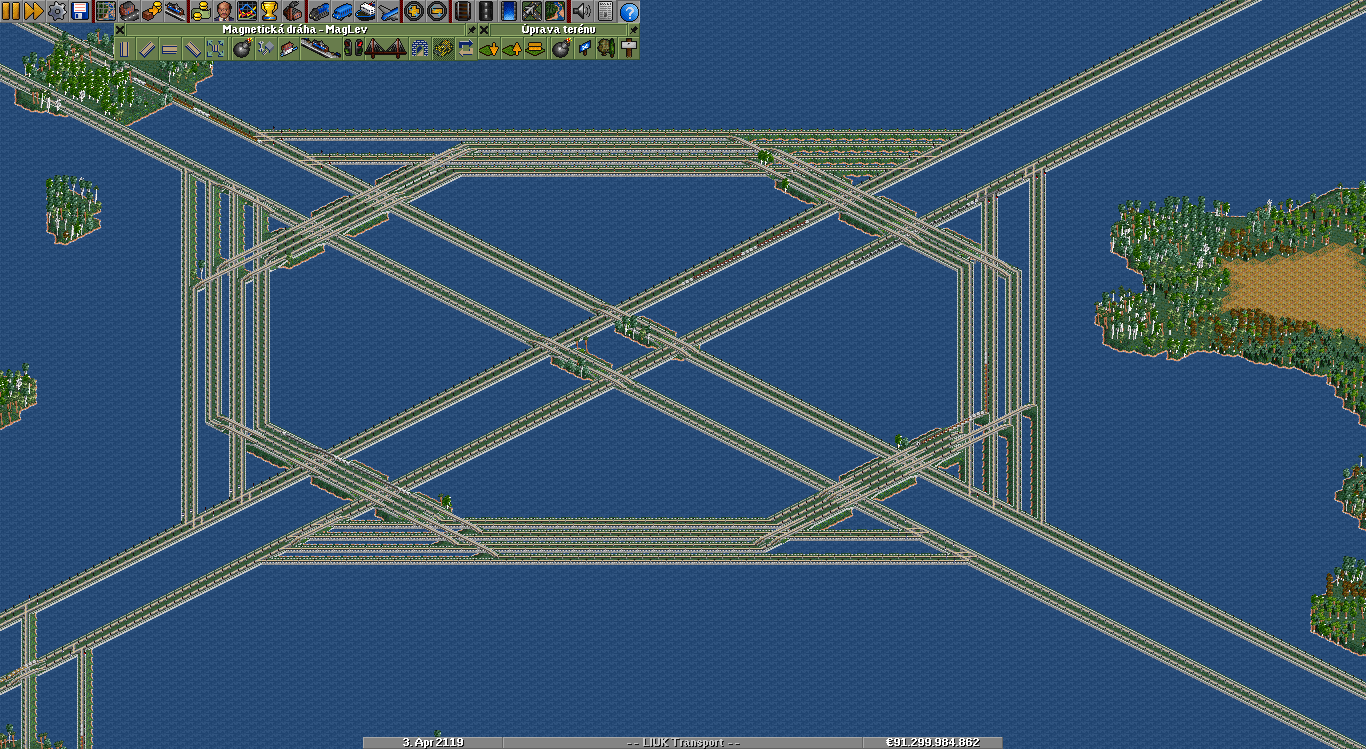 Magnetická dráha - MagLev
Úprava terénu
3. Apr 2119
-- LIUK Transport --
€91.299.984.862